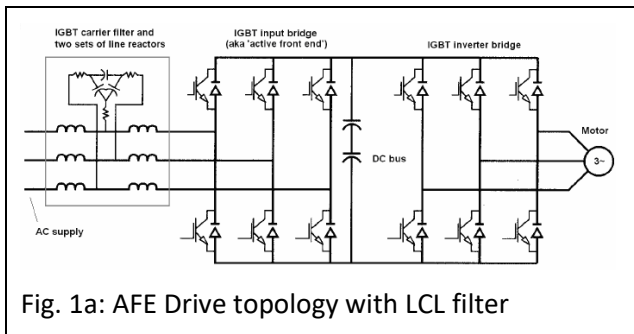 IGBT carrier filter and
two sets of line reactors
IGBT input bridge
(aka 'active front end')
IGBT inverter bridge
Motor
3~
DC bus
AC supply
Fig. 1a: AFE Drive topology with LCL filter